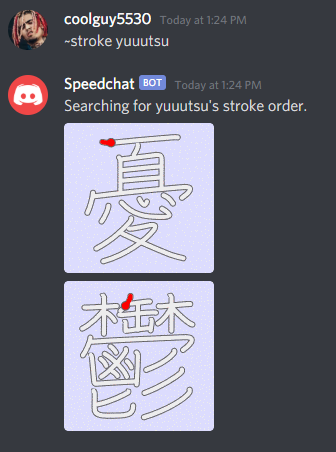 coolguy5530 Today at 1:24 PM
~stroke yuuutsu
Speedchat BOT Today at 1:24 PM
Searching for yuuutsu's stroke order.
憂
鬱